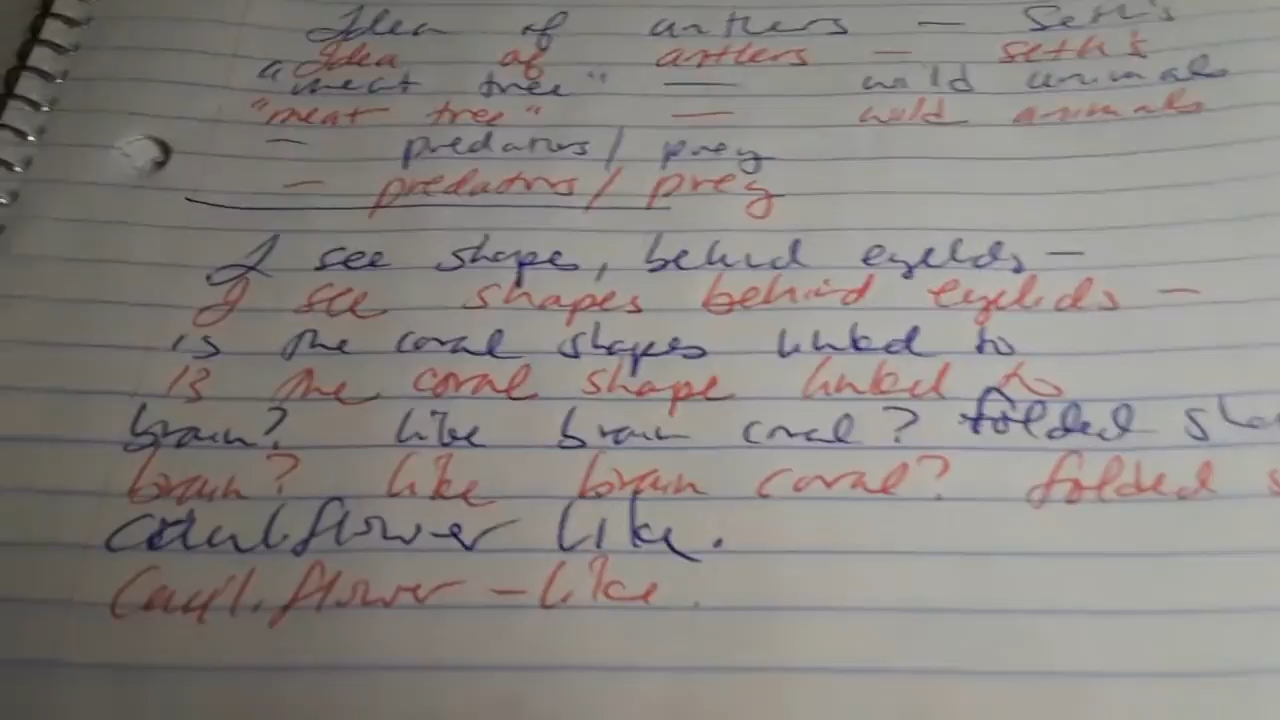 Idea of antlers — Seth's
Idea of antlers — Seth's
a "meat tree" — wild animals
"meat tree" — wild animals
— predators / prey
— predators / prey
I see shapes, behind eyelids —
I see shapes behind eyelids —
is the coral shapes linked to
is the coral shape linked to
brain? like brain coral? folded
brain? like brain coral? folded
flower like.
Cauliflower - like.